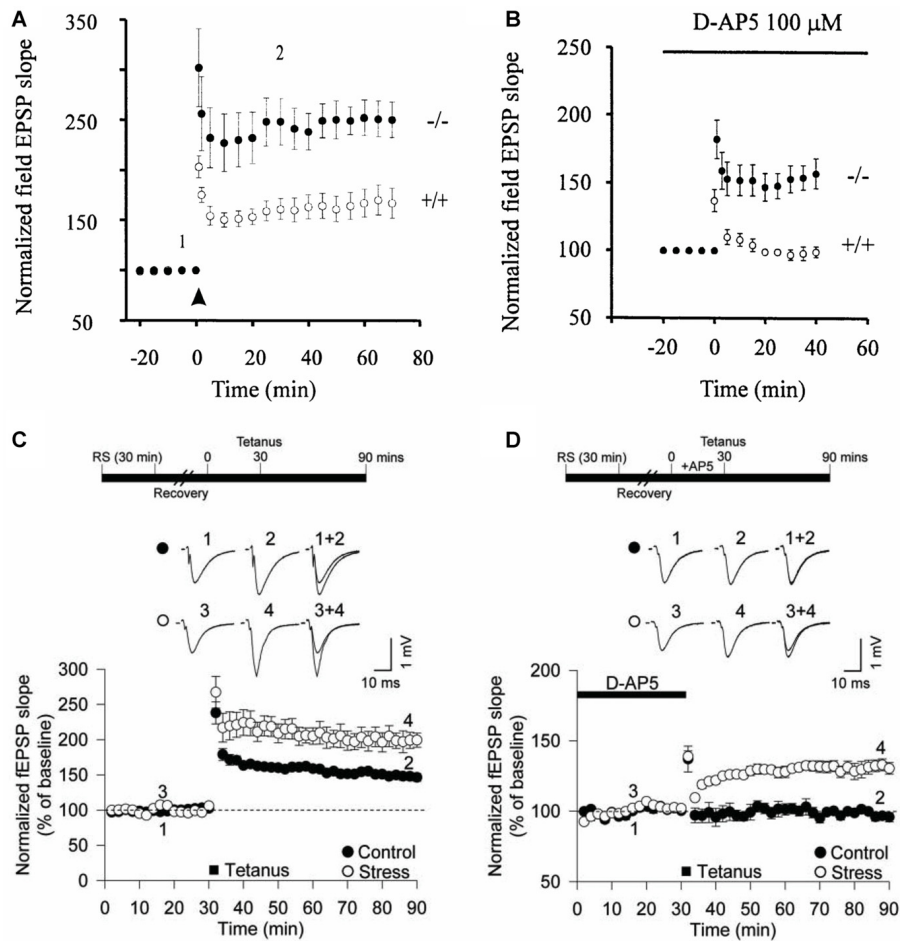 A
Normalized field EPSP slope
350
250
150
50
2
1
-/-
+/+
-20 0 20 40 60 80
Time (min)
B
D-AP5 100 μM
Normalized field EPSP slope
250
200
150
100
50
-/-
+/+
-20 0 20 40 60
Time (min)
C
Tetanus
RS (30 min) 0 30 90 mins
Recovery
1 2 1+2
3 4 3+4
1 mV
10 ms
Normalized fEPSP slope
(% of baseline)
300
250
200
150
100
50
0
3
1
4
2
Tetanus
Control
Stress
0 10 20 30 40 50 60 70 80 90
Time (min)
D
Tetanus
RS (30 min) 0 30 90 mins
+AP5
Recovery
1 2 1+2
3 4 3+4
1 mV
10 ms
Normalized fEPSP slope
(% of baseline)
200
150
100
50
D-AP5
3
1
4
2
Tetanus
Control
Stress
0 10 20 30 40 50 60 70 80 90
Time (min)